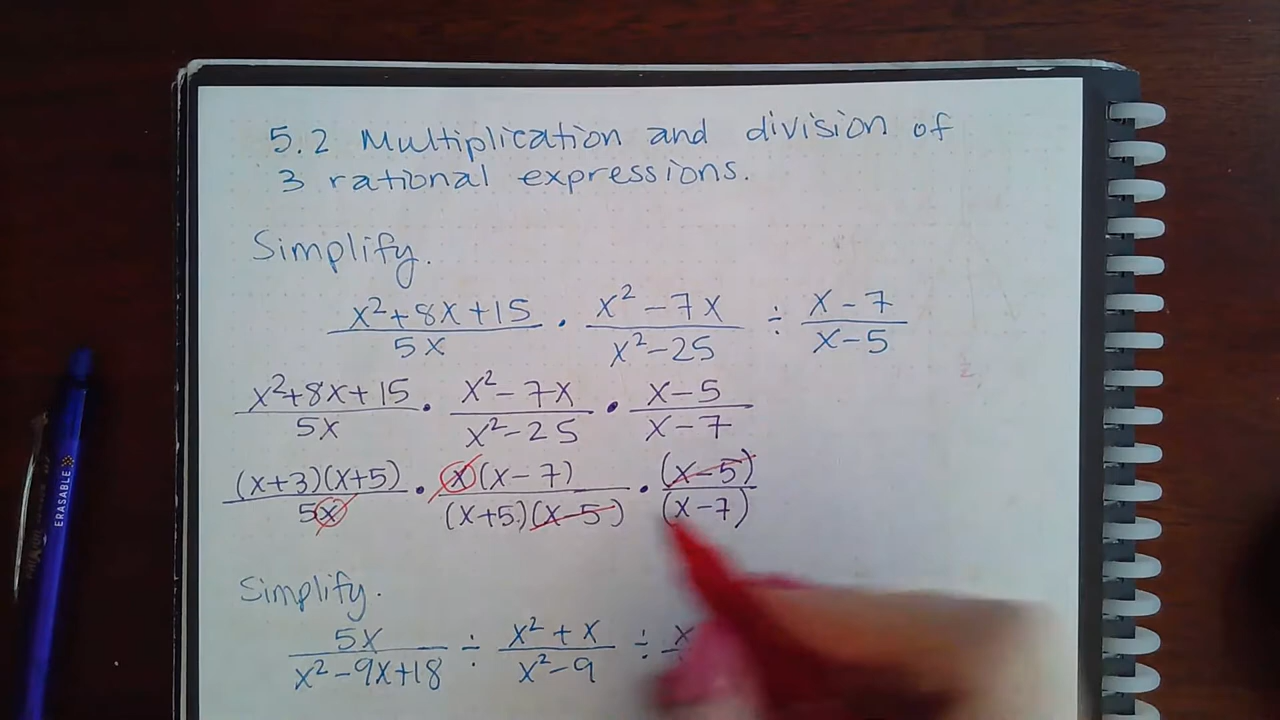 5.2 Multiplication and division of
3 rational expressions.
Simplify.
x²+8x+15 / 5x · x²-7x / x²-25 ÷ x-7 / x-5
x²+8x+15 / 5x · x²-7x / x²-25 · x-5 / x-7
(x+3)(x+5) / 5x · x(x-7) / (x+5)(x-5) · (x-5) / (x-7)
Simplify.
5x / x²-9x+18 ÷ x²+x / x²-9 ÷ x
ERASABLE